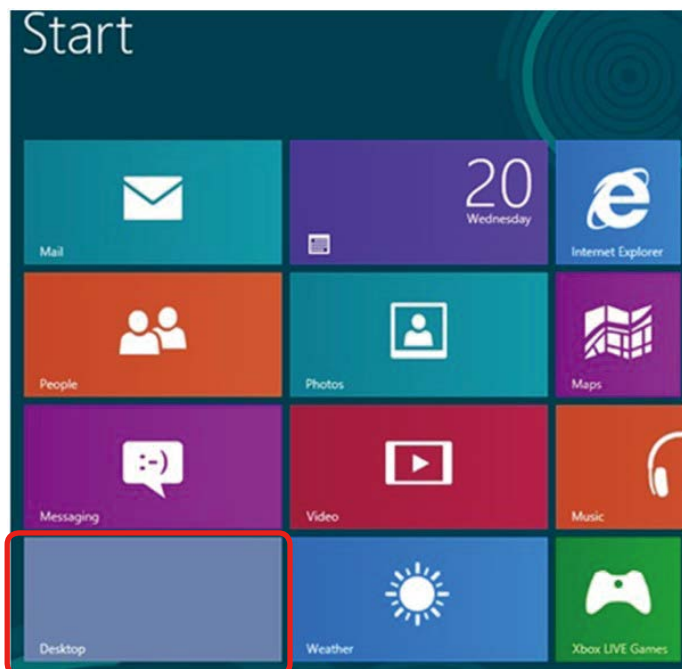 Start
20
Wednesday
Mail
Internet Explorer
People
Photos
Maps
:-)
Messaging
Video
Music
Desktop
Weather
Xbox LIVE Games